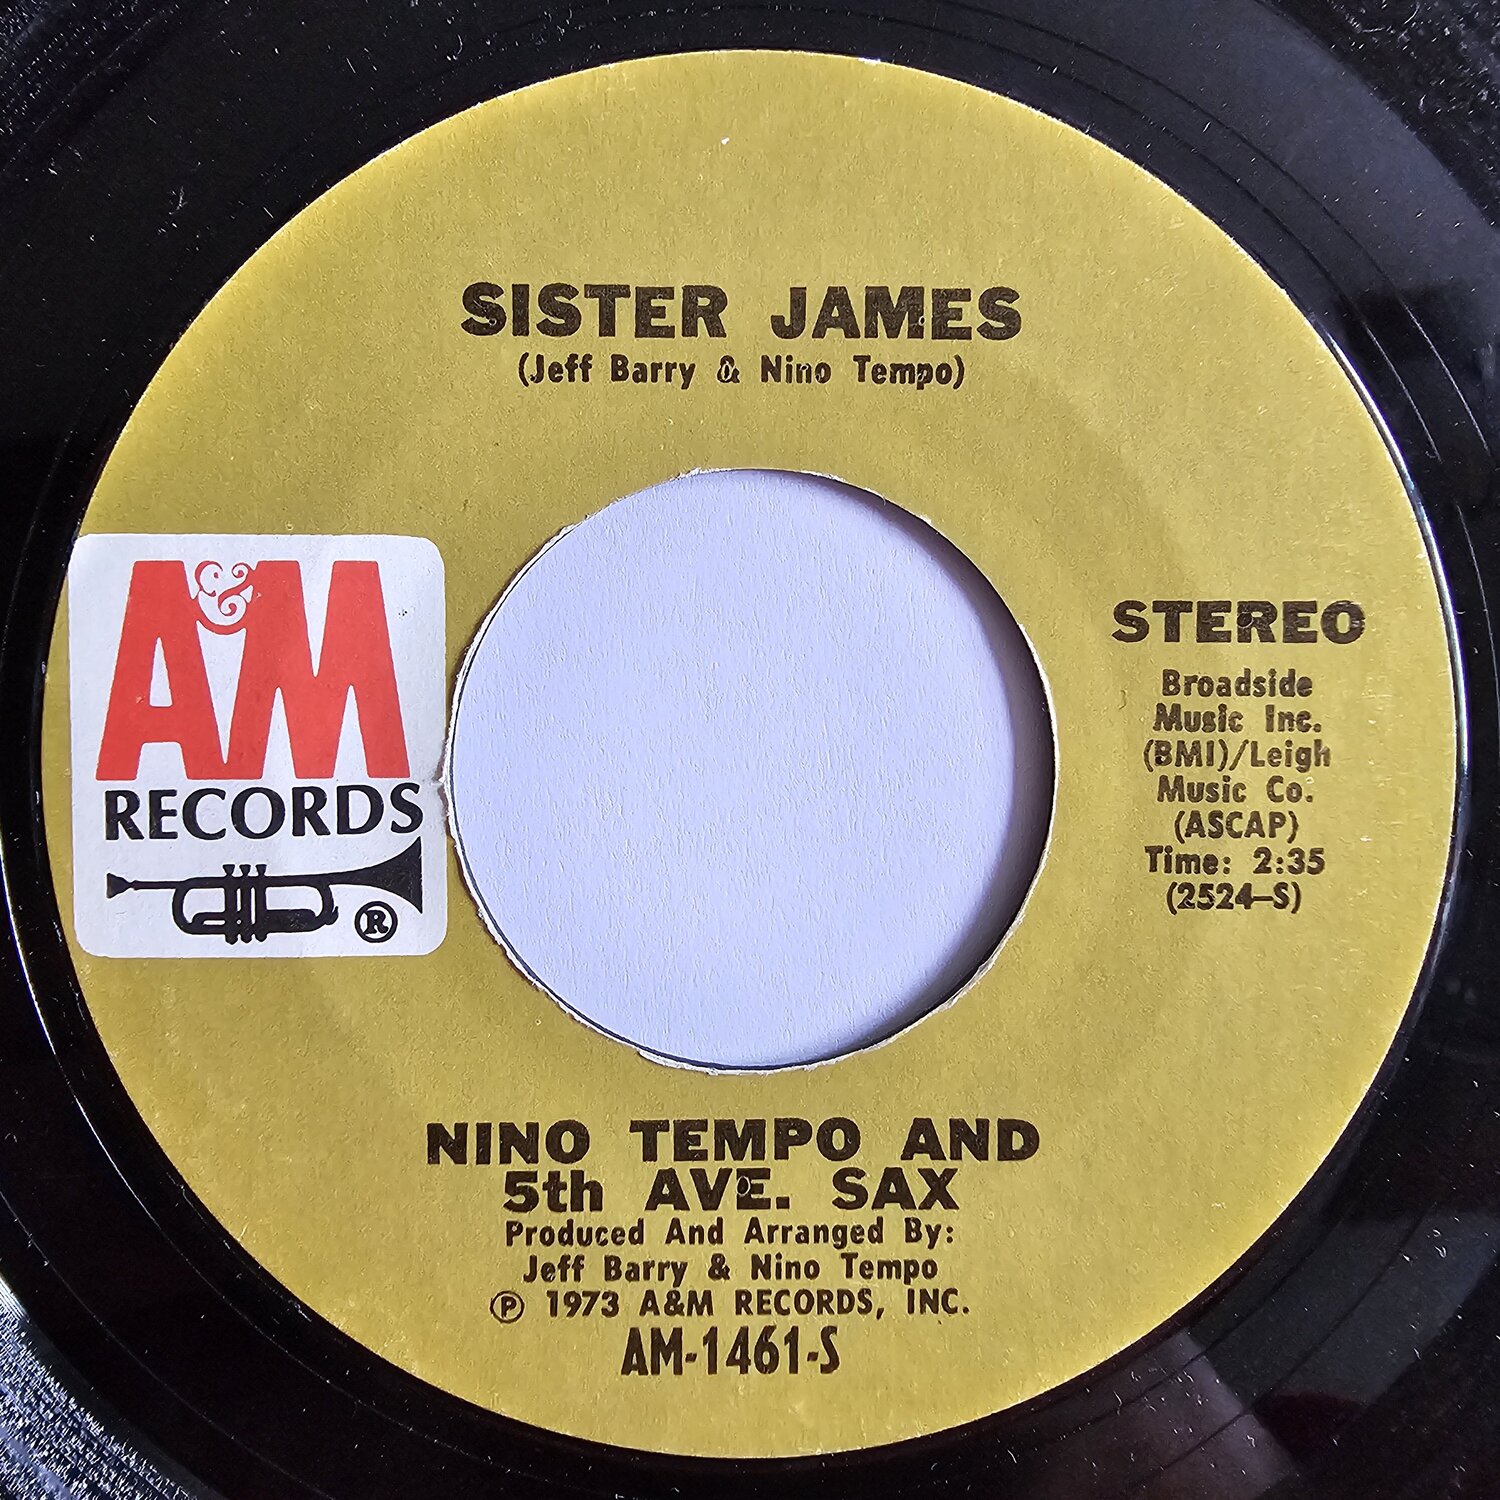 SISTER JAMES
(Jeff Barry & Nino Tempo)
A&M
RECORDS
®
STEREO
Broadside
Music Inc.
(BMI)/Leigh
Music Co.
(ASCAP)
Time: 2:35
(2524-S)
NINO TEMPO AND
5th AVE. SAX
Produced And Arranged By:
Jeff Barry & Nino Tempo
℗ 1973 A&M RECORDS, INC.
AM-1461-S